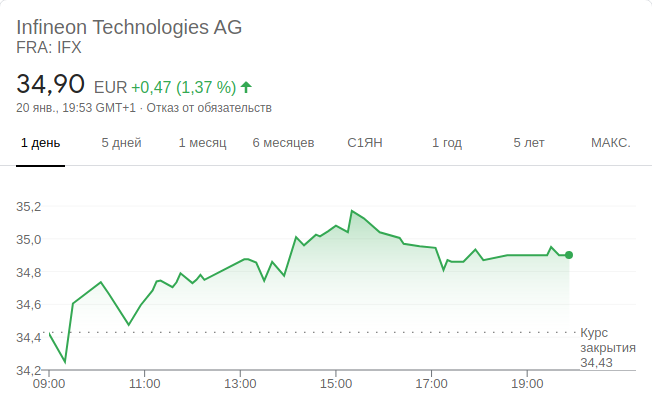 Infineon Technologies AG
FRA: IFX
34,90 EUR +0,47 (1,37 %)
20 янв., 19:53 GMT+1 · Отказ от обязательств
1 день 5 дней 1 месяц 6 месяцев С1ЯН 1 год 5 лет МАКС.
35,2
35,0
34,8
34,6
34,4
34,2
Курс
закрытия
34,43
09:00 11:00 13:00 15:00 17:00 19:00